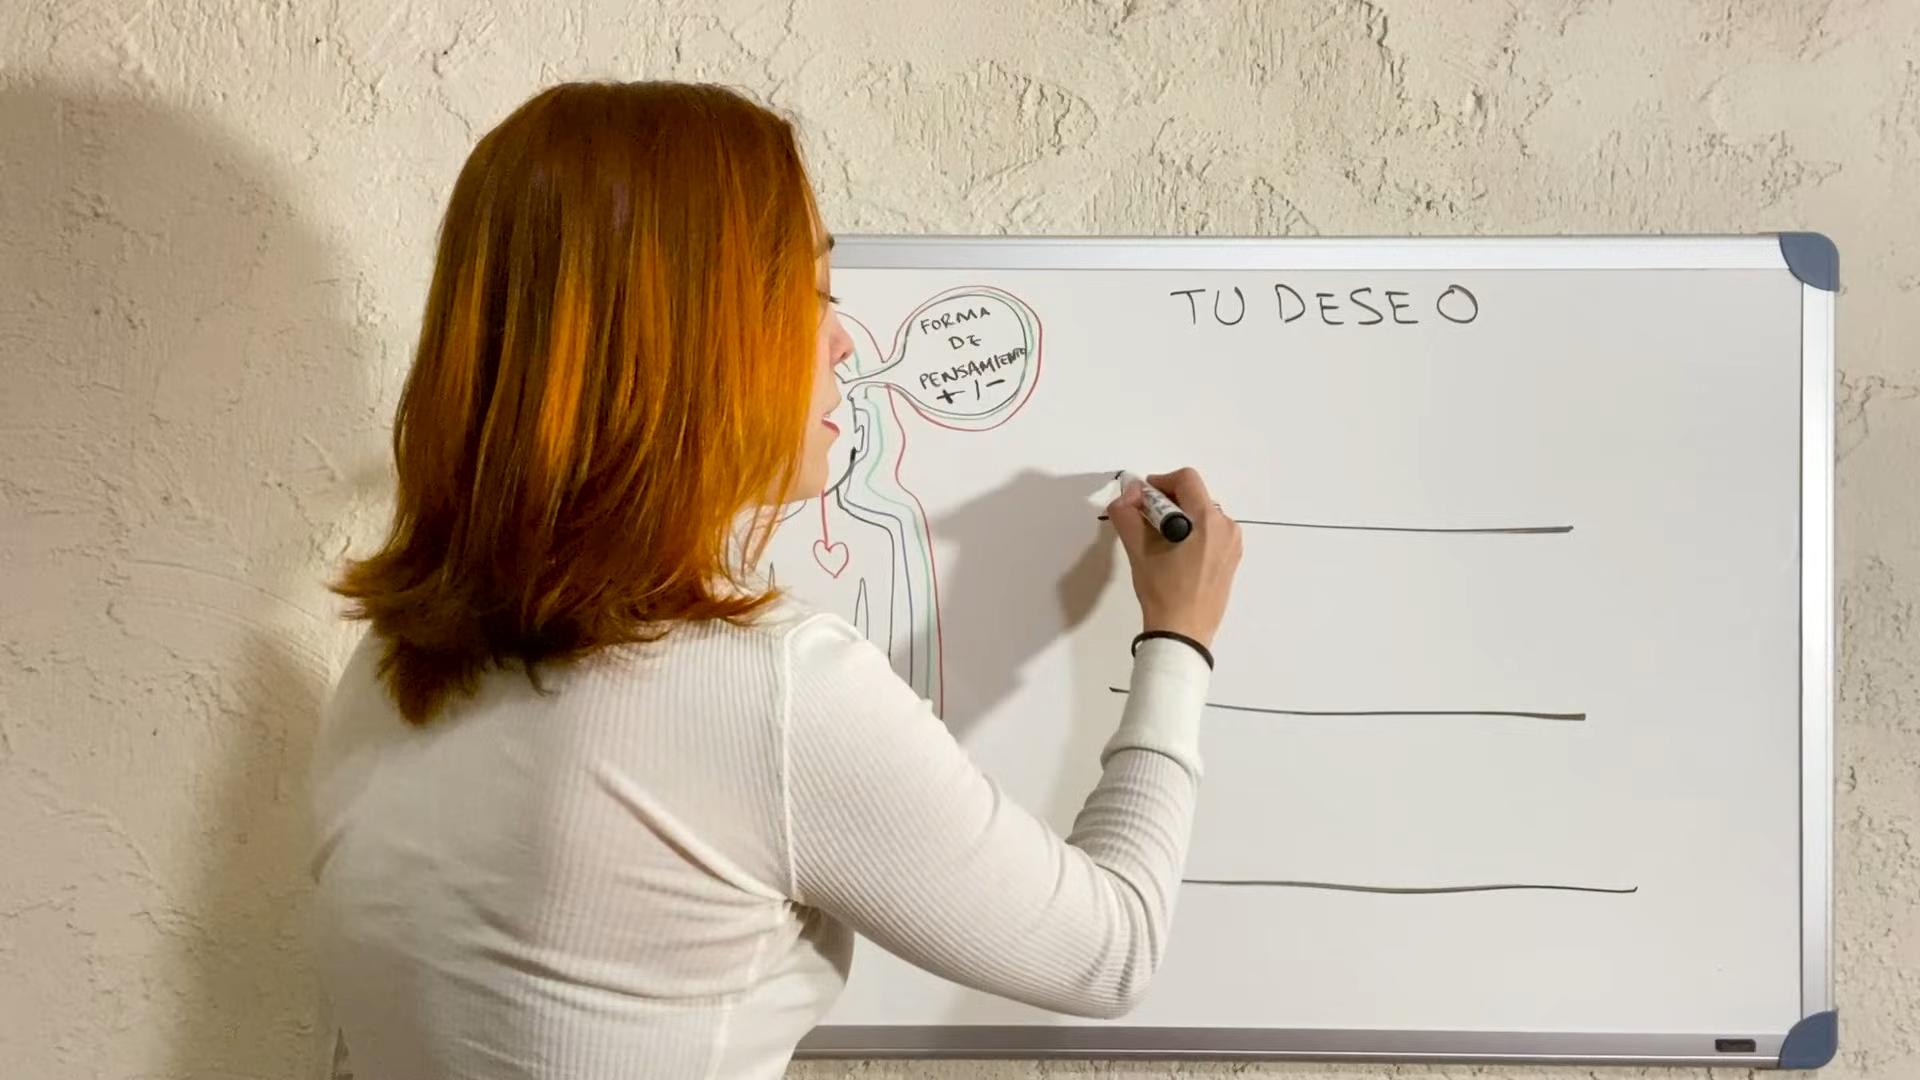 FORMA
DE
PENSAMIENTO
+ / -
TU DESEO